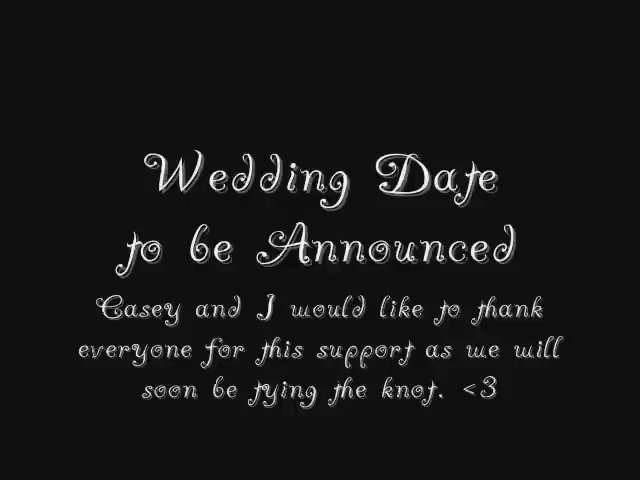 Wedding Date
to be Announced
Casey and I would like to thank
everyone for this support as we will
soon be tying the knot. <3